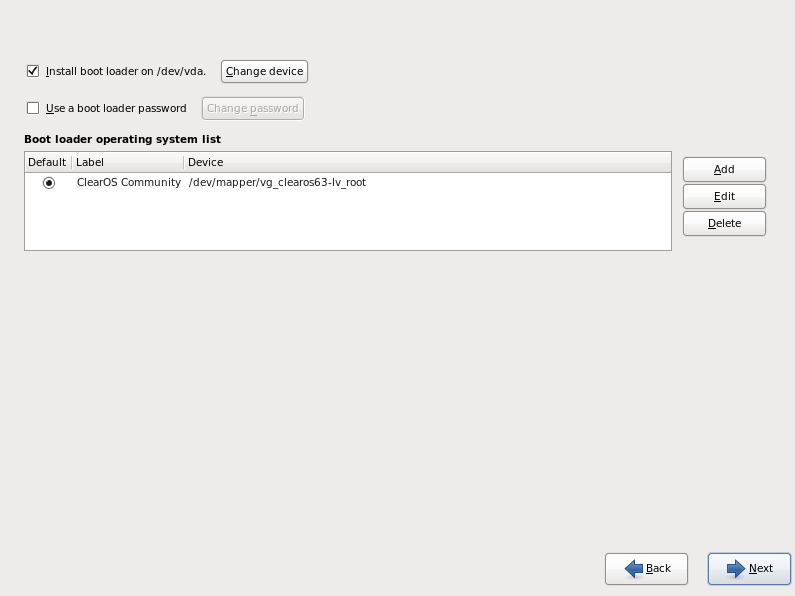 Install boot loader on /dev/vda. Change device
Use a boot loader password Change password
Boot loader operating system list
Default Label Device
ClearOS Community /dev/mapper/vg_clearos63-lv_root
Add
Edit
Delete
Back Next